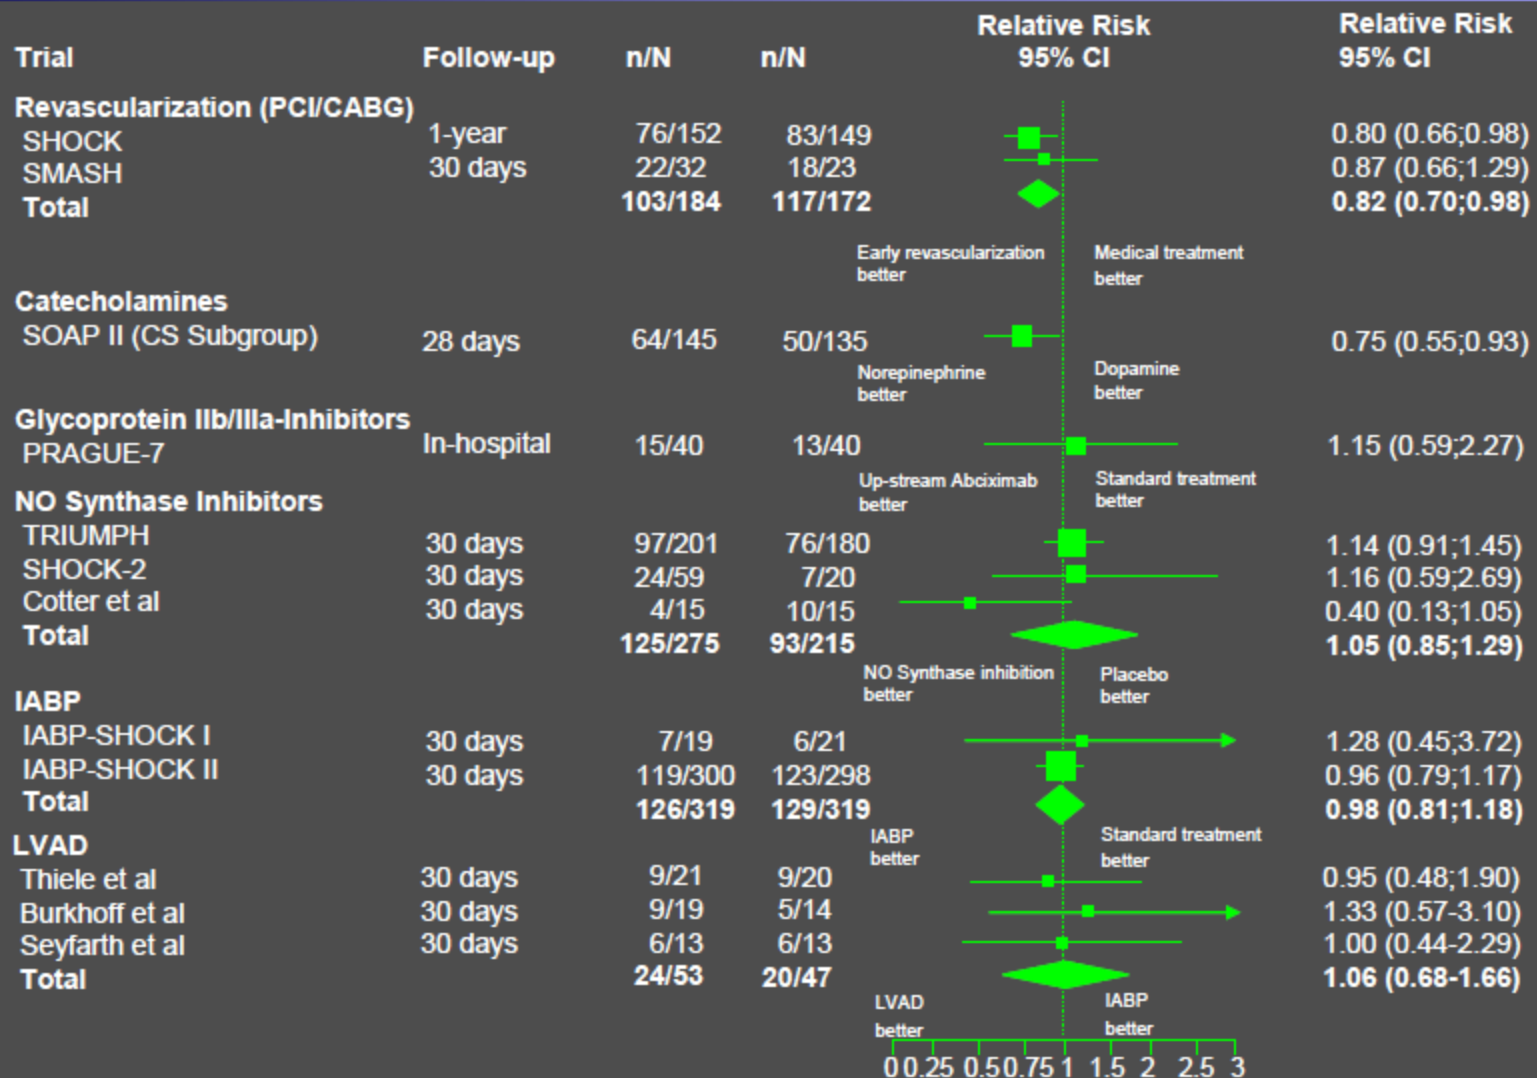 Relative Risk Relative Risk
Trial Follow-up n/N n/N 95% CI 95% CI
Revascularization (PCI/CABG)
SHOCK 1-year 76/152 83/149 0.80 (0.66;0.98)
SMASH 30 days 22/32 18/23 0.87 (0.66;1.29)
Total 103/184 117/172 0.82 (0.70;0.98)
Early revascularization better Medical treatment better
Catecholamines
SOAP II (CS Subgroup) 28 days 64/145 50/135 0.75 (0.55;0.93)
Norepinephrine better Dopamine better
Glycoprotein IIb/IIIa-Inhibitors
PRAGUE-7 In-hospital 15/40 13/40 1.15 (0.59;2.27)
Up-stream Abciximab better Standard treatment better
NO Synthase Inhibitors
TRIUMPH 30 days 97/201 76/180 1.14 (0.91;1.45)
SHOCK-2 30 days 24/59 7/20 1.16 (0.59;2.69)
Cotter et al 30 days 4/15 10/15 0.40 (0.13;1.05)
Total 125/275 93/215 1.05 (0.85;1.29)
NO Synthase inhibition better Placebo better
IABP
IABP-SHOCK I 30 days 7/19 6/21 1.28 (0.45;3.72)
IABP-SHOCK II 30 days 119/300 123/298 0.96 (0.79;1.17)
Total 126/319 129/319 0.98 (0.81;1.18)
IABP better Standard treatment better
LVAD
Thiele et al 30 days 9/21 9/20 0.95 (0.48;1.90)
Burkhoff et al 30 days 9/19 5/14 1.33 (0.57-3.10)
Seyfarth et al 30 days 6/13 6/13 1.00 (0.44-2.29)
Total 24/53 20/47 1.06 (0.68-1.66)
LVAD better IABP better
0 0.25 0.5 0.75 1 1.5 2 2.5 3